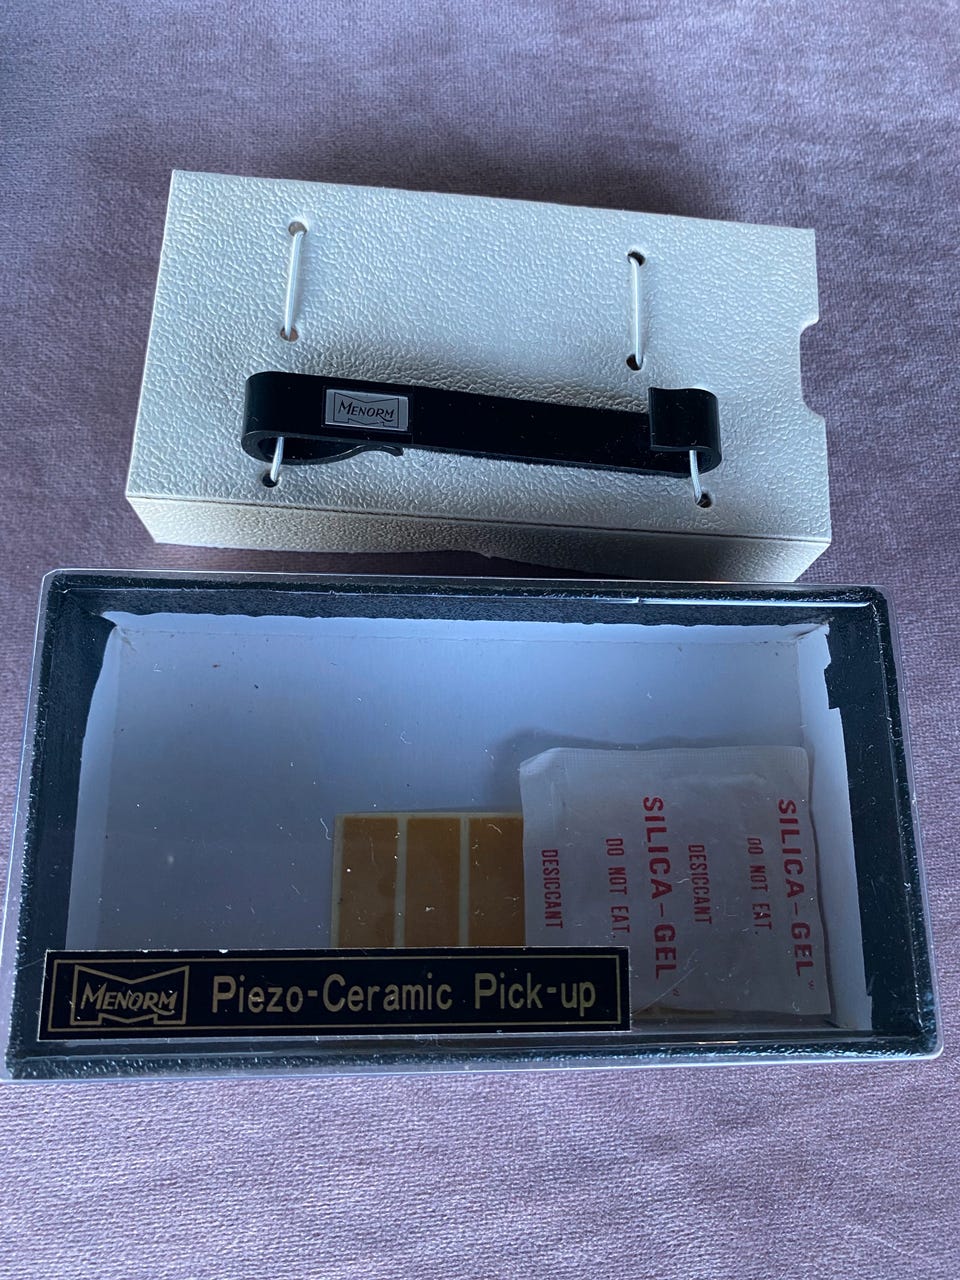 MENORM
SILICA-GEL
DO NOT EAT.
DESICCANT
SILICA-GEL
DO NOT EAT
DESICCANT
MENORM Piezo-Ceramic Pick-up